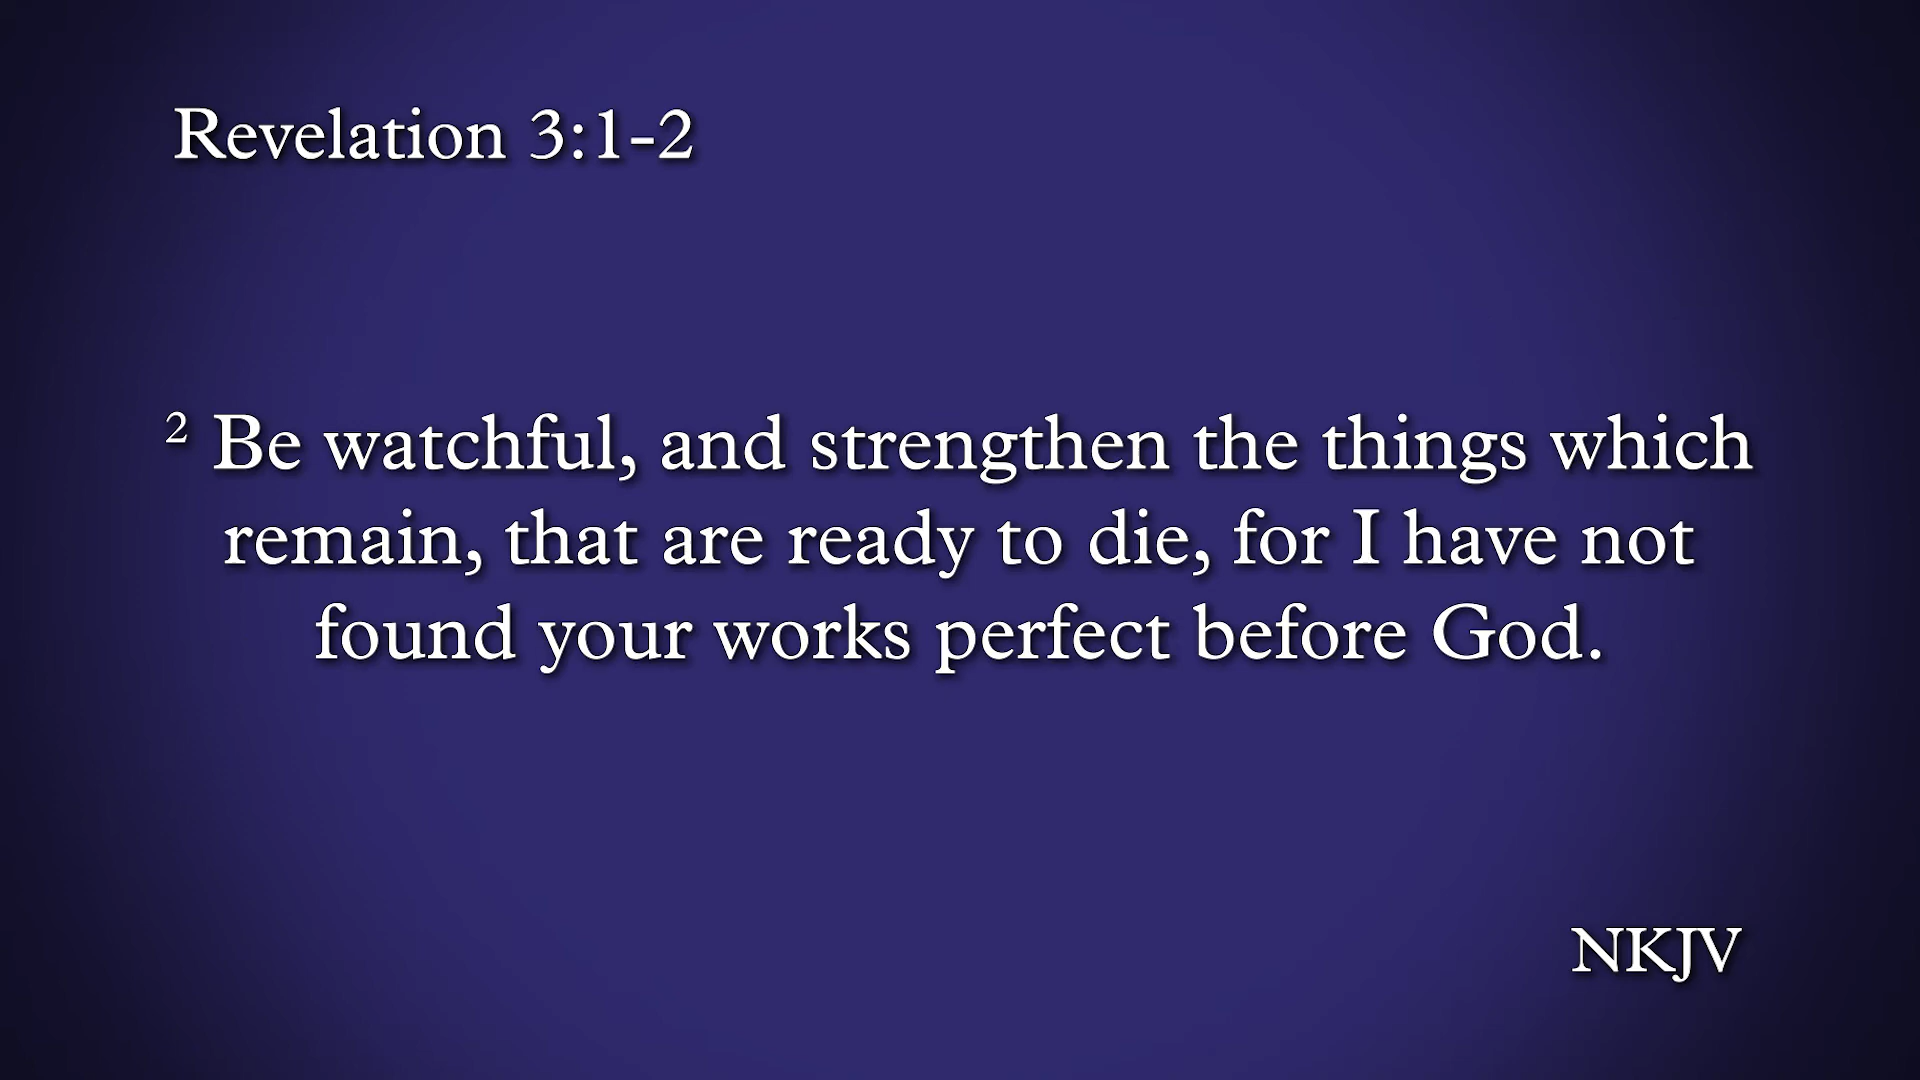 Revelation 3:1-2
² Be watchful, and strengthen the things which
remain, that are ready to die, for I have not
found your works perfect before God.
NKJV